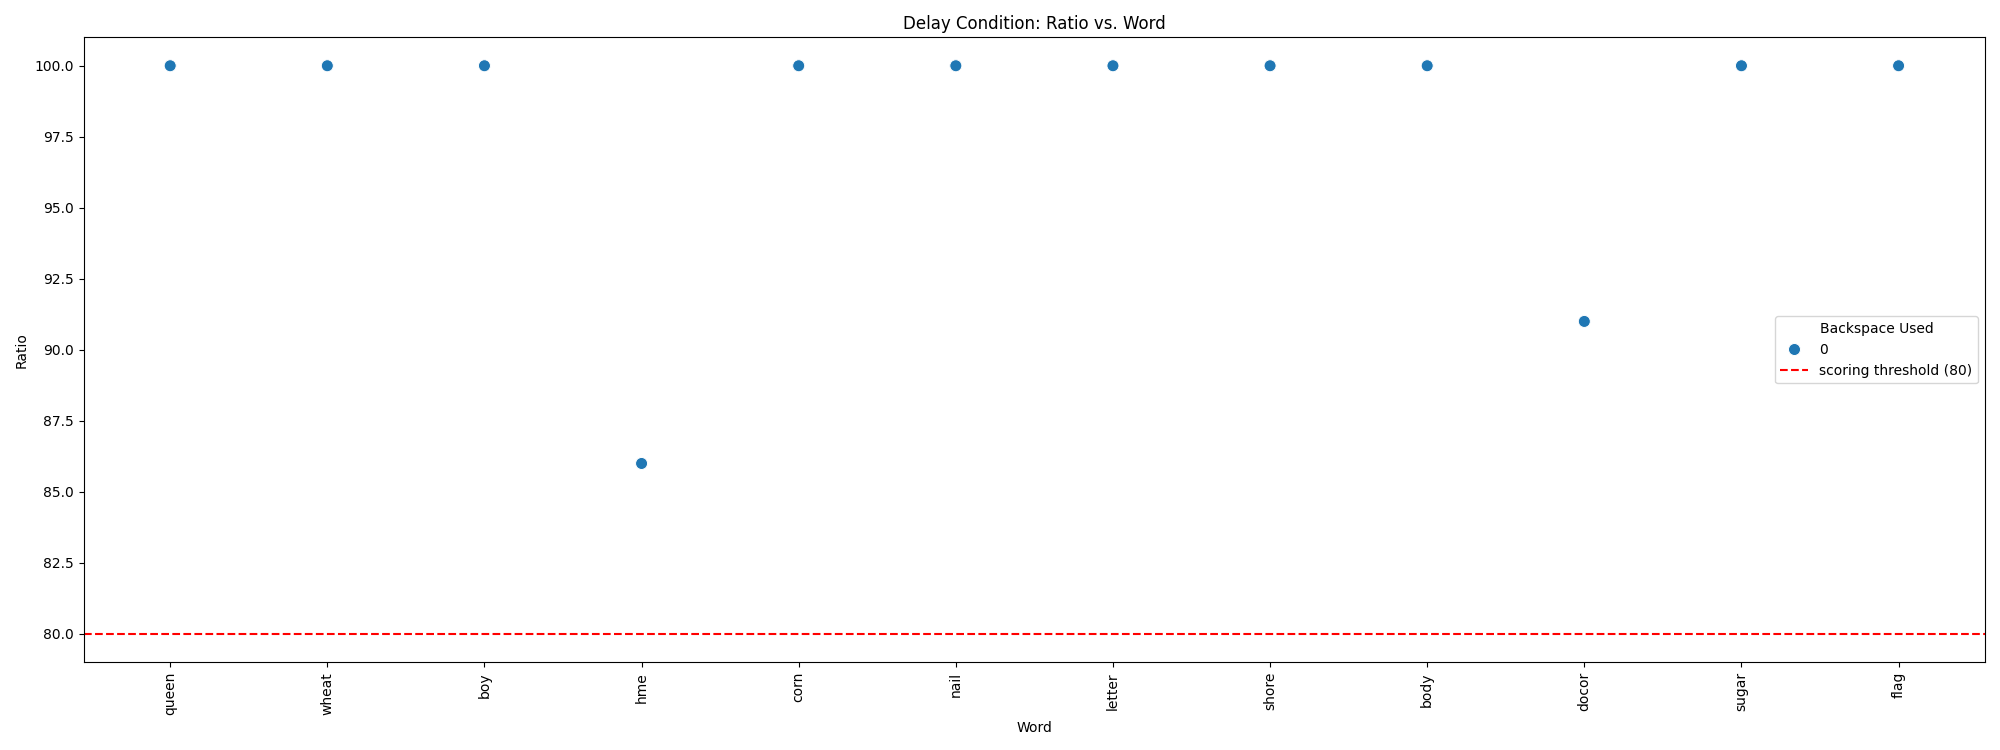 Delay Condition: Ratio vs. Word
100.0
97.5
95.0
92.5
90.0
87.5
85.0
82.5
80.0
Ratio
Backspace Used
0
scoring threshold (80)
queen
wheat
boy
hme
corn
nail
letter
shore
body
docor
sugar
flag
Word